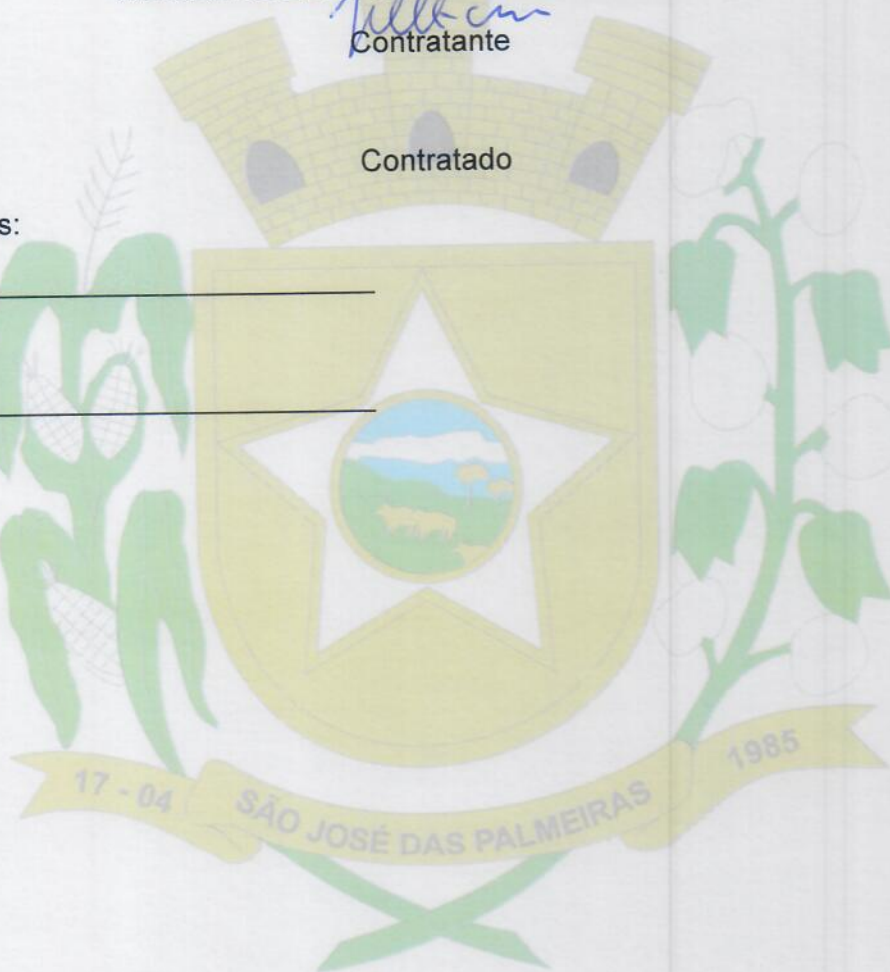 Contratante
Contratado
s:
17 - 04
SÃO JOSÉ DAS PALMEIRAS
1985